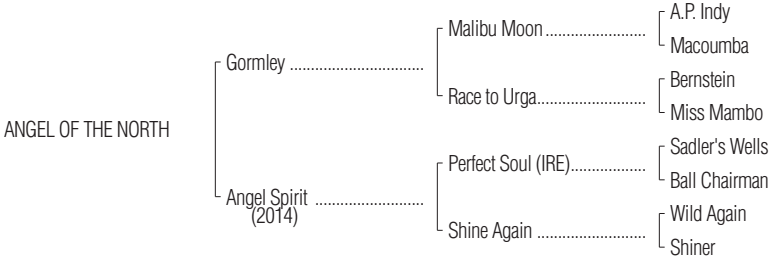 A.P. Indy
Malibu Moon ........................
Macoumba
Gormley ................................
Bernstein
Race to Urga..........................
Miss Mambo
ANGEL OF THE NORTH
Sadler's Wells
Perfect Soul (IRE)..................
Ball Chairman
Angel Spirit ..........................
(2014)
Wild Again
Shine Again ..........................
Shiner